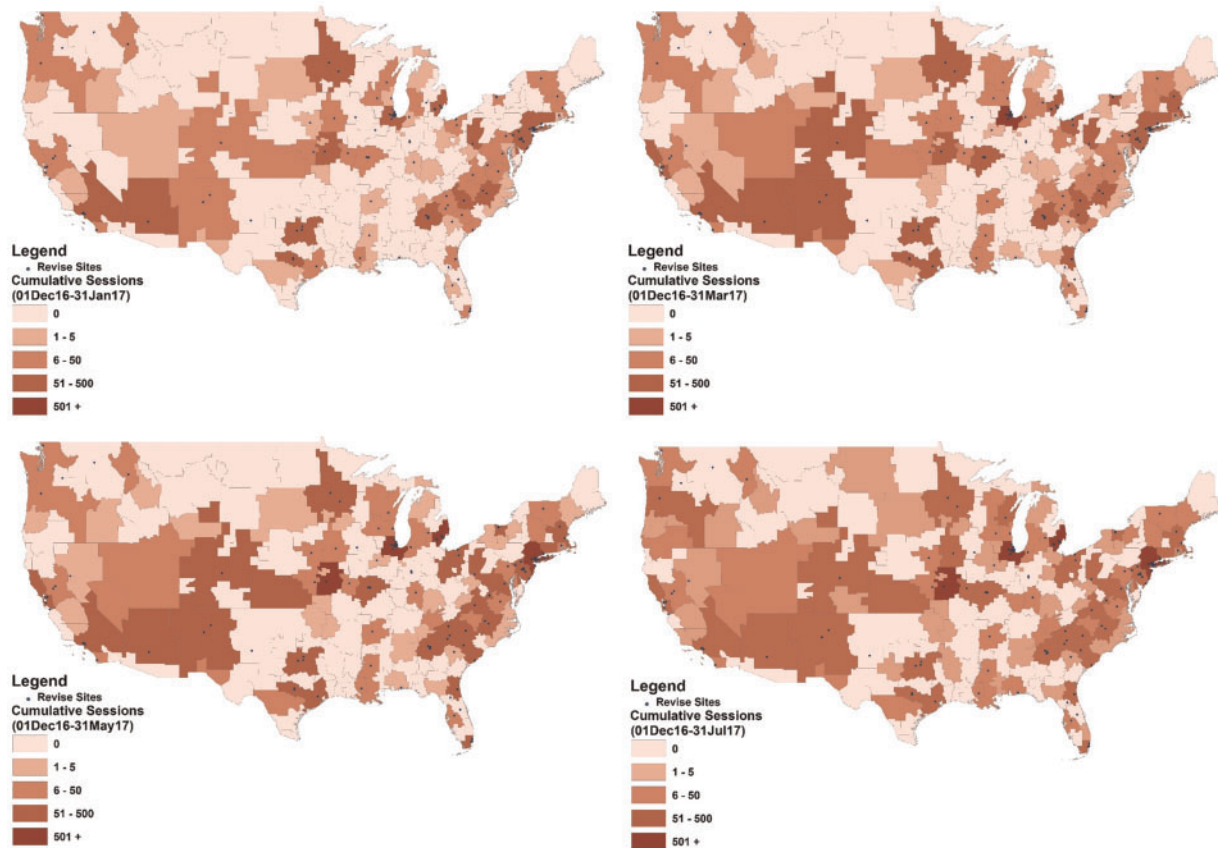 Legend
Revise Sites
Cumulative Sessions
(01Dec16-31Jan17)
0
1 - 5
6 - 50
51 - 500
501 +
Legend
Revise Sites
Cumulative Sessions
(01Dec16-31Mar17)
0
1 - 5
6 - 50
51 - 500
501 +
Legend
Revise Sites
Cumulative Sessions
(01Dec16-31May17)
0
1 - 5
6 - 50
51 - 500
501 +
Legend
Revise Sites
Cumulative Sessions
(01Dec16-31Jul17)
0
1 - 5
6 - 50
51 - 500
501 +